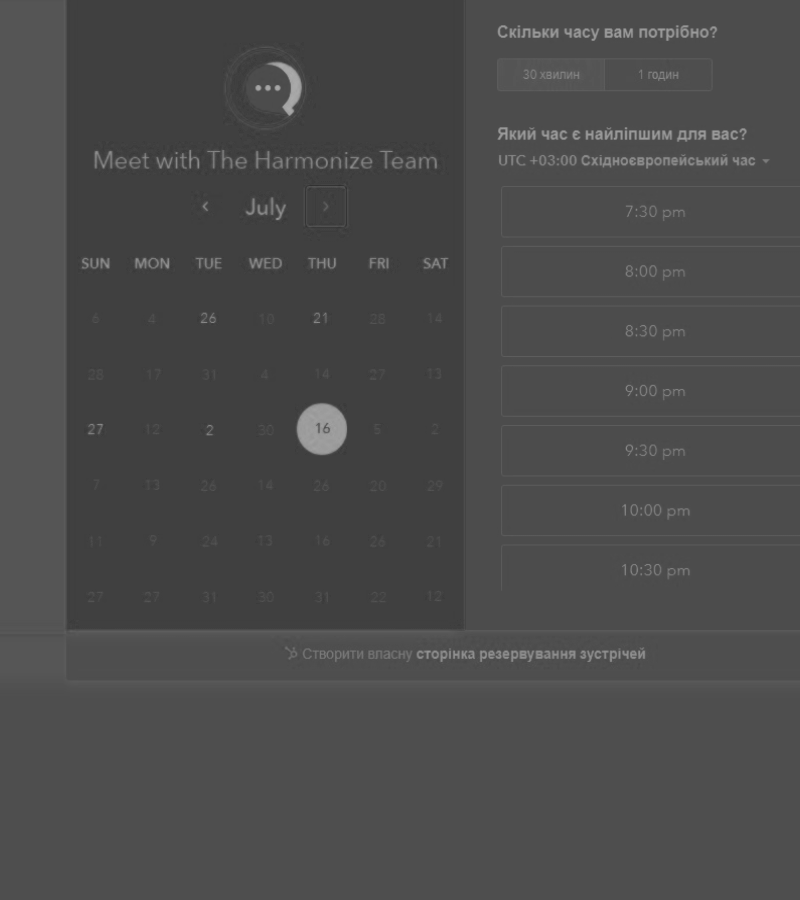 Meet with The Harmonize Team
July
SUN MON TUE WED THU FRI SAT
6 4 26 10 21 28 14
28 17 31 4 14 27 13
27 12 2 30 16 5 2
7 13 26 14 26 20 29
11 9 24 13 16 26 21
27 27 31 30 31 22 12
Скільки часу вам потрібно?
30 хвилин 1 годин
Який час є найліпшим для вас?
UTC +03:00 Східноєвропейський час
7:30 pm
8:00 pm
8:30 pm
9:00 pm
9:30 pm
10:00 pm
10:30 pm
Створити власну сторінка резервування зустрічей